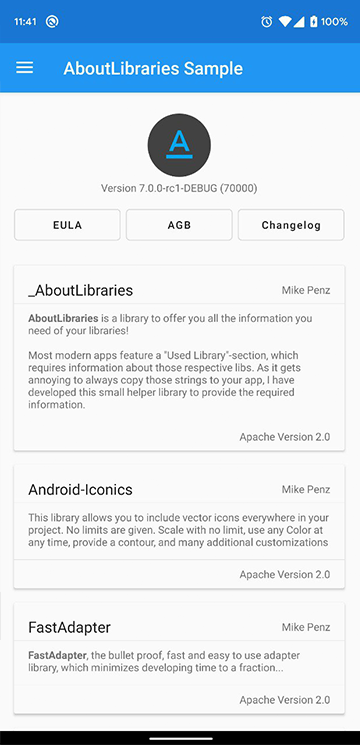 11:41
100%
AboutLibraries Sample
A
Version 7.0.0-rc1-DEBUG (70000)
EULA
AGB
Changelog
_AboutLibraries
Mike Penz
AboutLibraries is a library to offer you all the information you
need of your libraries!
Most modern apps feature a "Used Library"-section, which
requires information about those respective libs. As it gets
annoying to always copy those strings to your app, I have
developed this small helper library to provide the required
information.
Apache Version 2.0
Android-Iconics
Mike Penz
This library allows you to include vector icons everywhere in your
project. No limits are given. Scale with no limit, use any Color at
any time, provide a contour, and many additional customizations
Apache Version 2.0
FastAdapter
Mike Penz
FastAdapter, the bullet proof, fast and easy to use adapter
library, which minimizes developing time to a fraction...
Apache Version 2.0